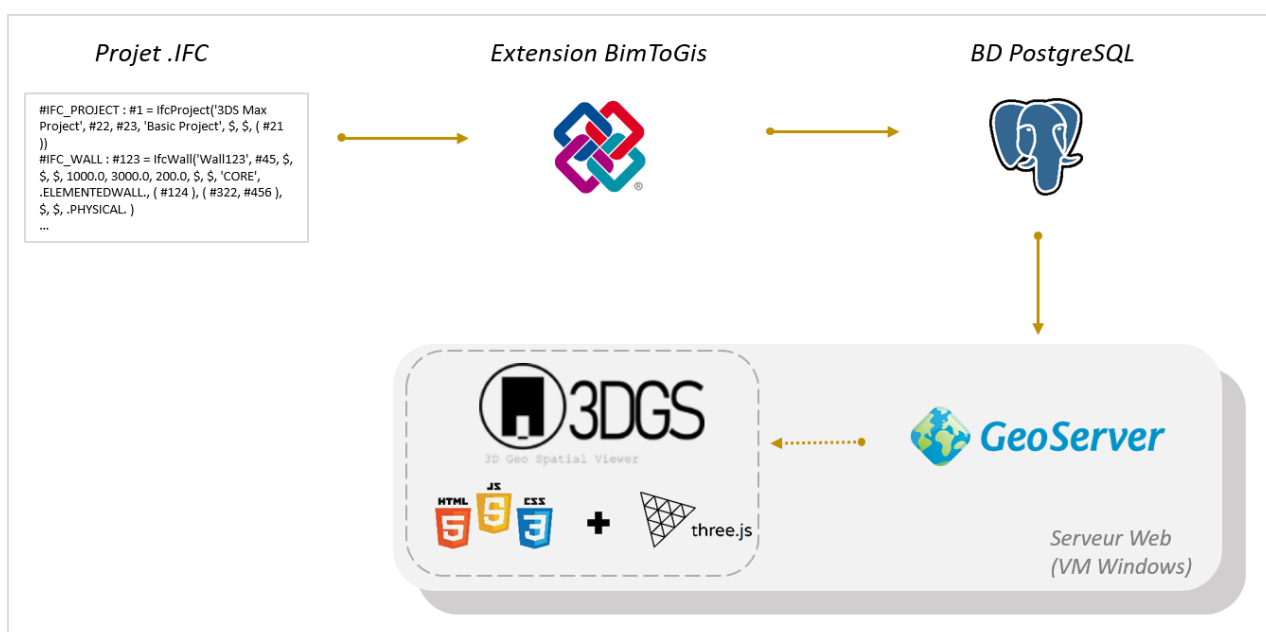 Projet .IFC
Extension BimToGis
BD PostgreSQL
#IFC_PROJECT : #1 = IfcProject('3DS Max
Project', #22, #23, 'Basic Project', $, $, ( #21
))
#IFC_WALL : #123 = IfcWall('Wall123', #45, $,
$, $, 1000.0, 3000.0, 200.0, $, $, 'CORE',
.ELEMENTEDWALL., ( #124 ), ( #322, #456 ),
$, $, .PHYSICAL. )
...
®
3DGS
3D Geo Spatial Viewer
GeoServer
HTML
5
JS
5
CSS
3
+
three.js
Serveur Web
(VM Windows)